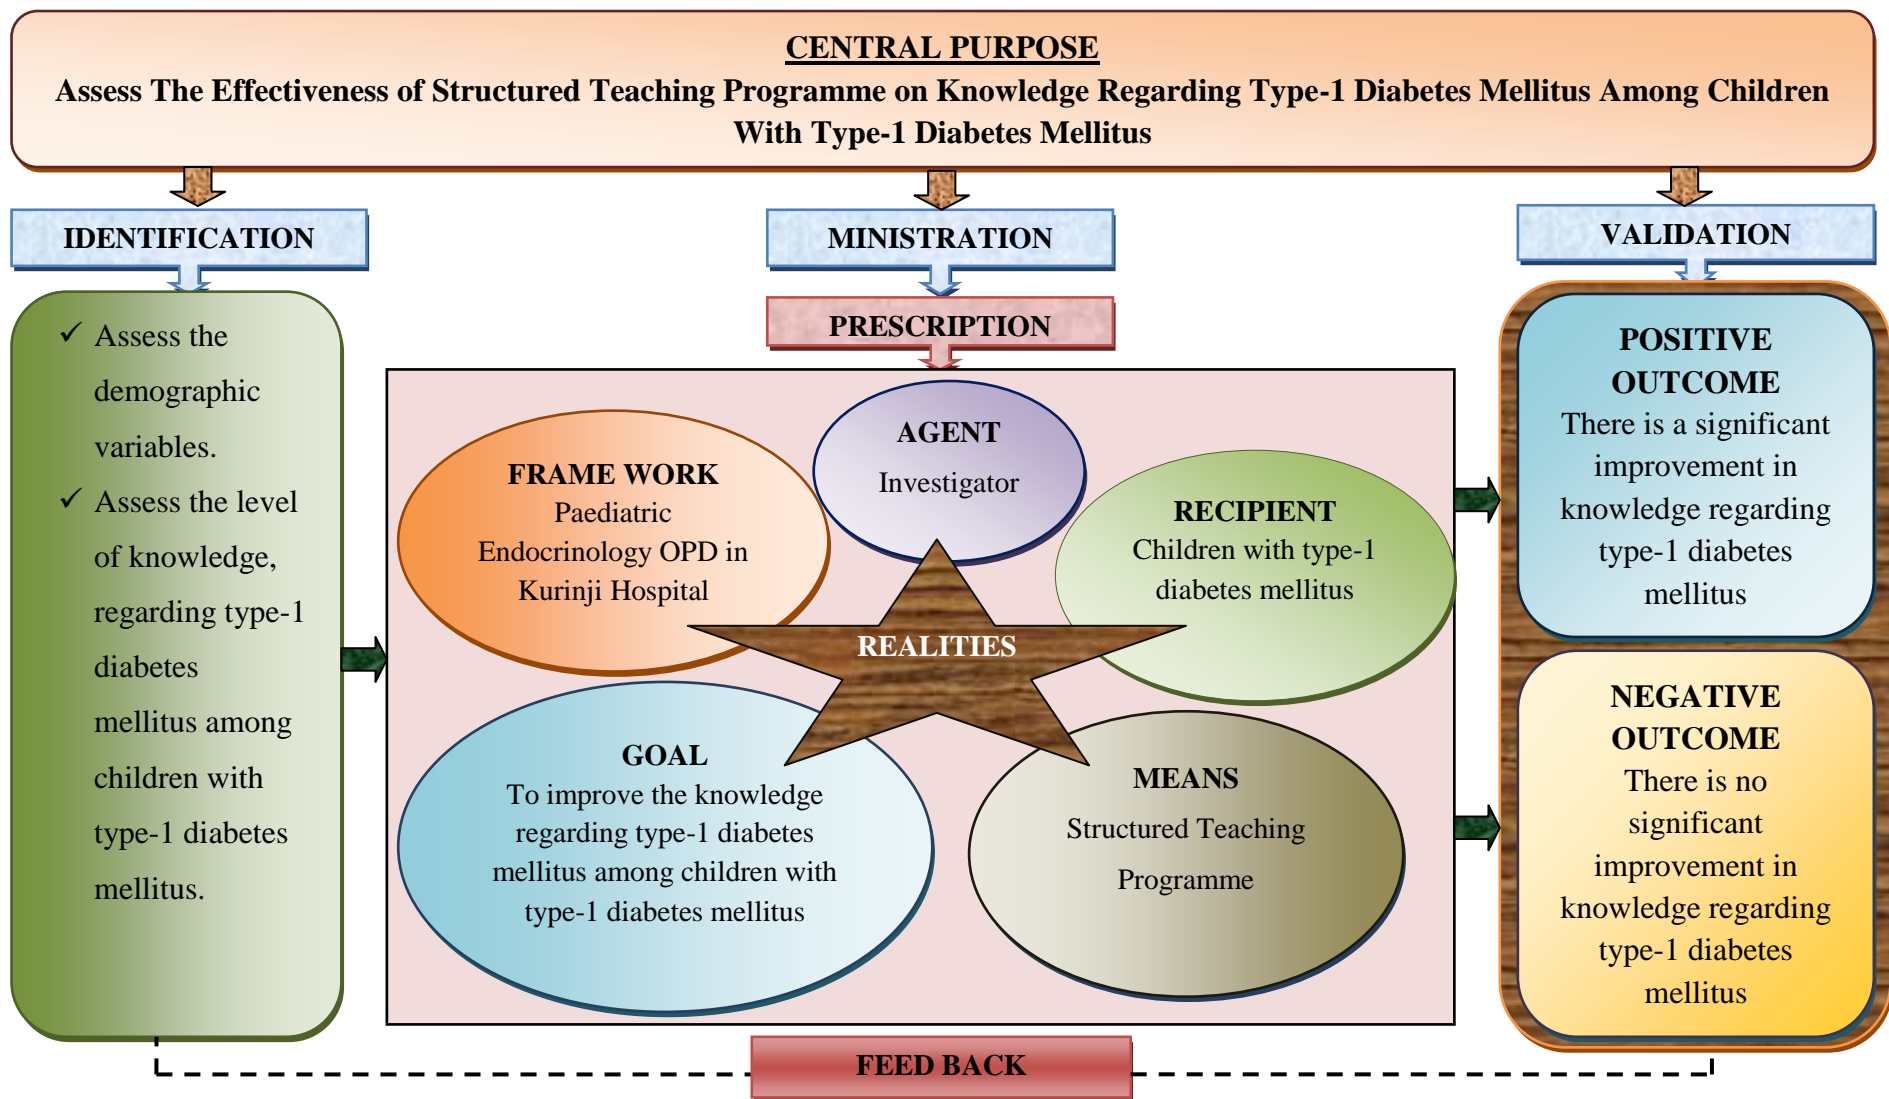 CENTRAL PURPOSE
Assess The Effectiveness of Structured Teaching Programme on Knowledge Regarding Type-1 Diabetes Mellitus Among Children
With Type-1 Diabetes Mellitus
IDENTIFICATION
✓ Assess the
demographic
variables.
✓ Assess the level
of knowledge,
regarding type-1
diabetes
mellitus among
children with
type-1 diabetes
mellitus.
MINISTRATION
PRESCRIPTION
AGENT
Investigator
FRAME WORK
Paediatric
Endocrinology OPD in
Kurinji Hospital
RECIPIENT
Children with type-1
diabetes mellitus
REALITIES
GOAL
To improve the knowledge
regarding type-1 diabetes
mellitus among children with
type-1 diabetes mellitus
MEANS
Structured Teaching
Programme
VALIDATION
POSITIVE
OUTCOME
There is a significant
improvement in
knowledge regarding
type-1 diabetes
mellitus
NEGATIVE
OUTCOME
There is no
significant
improvement in
knowledge regarding
type-1 diabetes
mellitus
FEED BACK